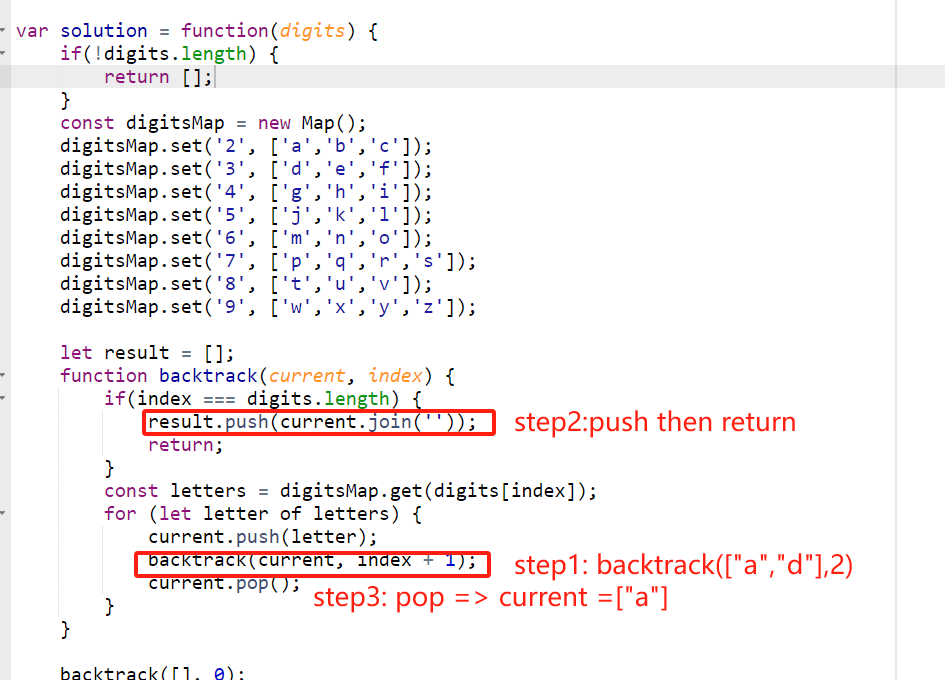 var solution = function(digits) {
    if(!digits.length) {
        return [];
    }
    const digitsMap = new Map();
    digitsMap.set('2', ['a','b','c']);
    digitsMap.set('3', ['d','e','f']);
    digitsMap.set('4', ['g','h','i']);
    digitsMap.set('5', ['j','k','l']);
    digitsMap.set('6', ['m','n','o']);
    digitsMap.set('7', ['p','q','r','s']);
    digitsMap.set('8', ['t','u','v']);
    digitsMap.set('9', ['w','x','y','z']);
    let result = [];
    function backtrack(current, index) {
        if(index === digits.length) {
            result.push(current.join('')); step2:push then return
            return;
        }
        const letters = digitsMap.get(digits[index]);
        for (let letter of letters) {
            current.push(letter);
            backtrack(current, index + 1); step1: backtrack(["a","d"],2)
            current.pop(); step3: pop => current =["a"]
        }
    }
    backtrack([], 0);